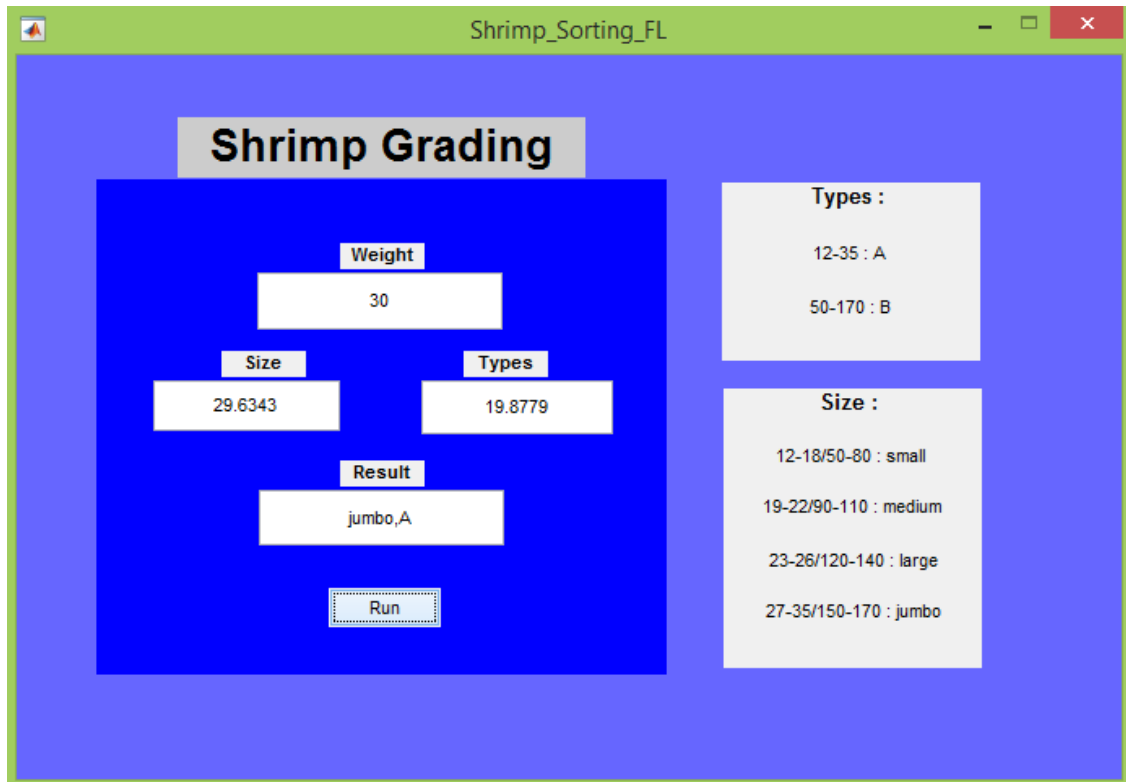 Shrimp_Sorting_FL
Shrimp Grading
Weight
30
Size
29.6343
Types
19.8779
Result
jumbo,A
Run
Types :
12-35 : A
50-170 : B
Size :
12-18/50-80 : small
19-22/90-110 : medium
23-26/120-140 : large
27-35/150-170 : jumbo